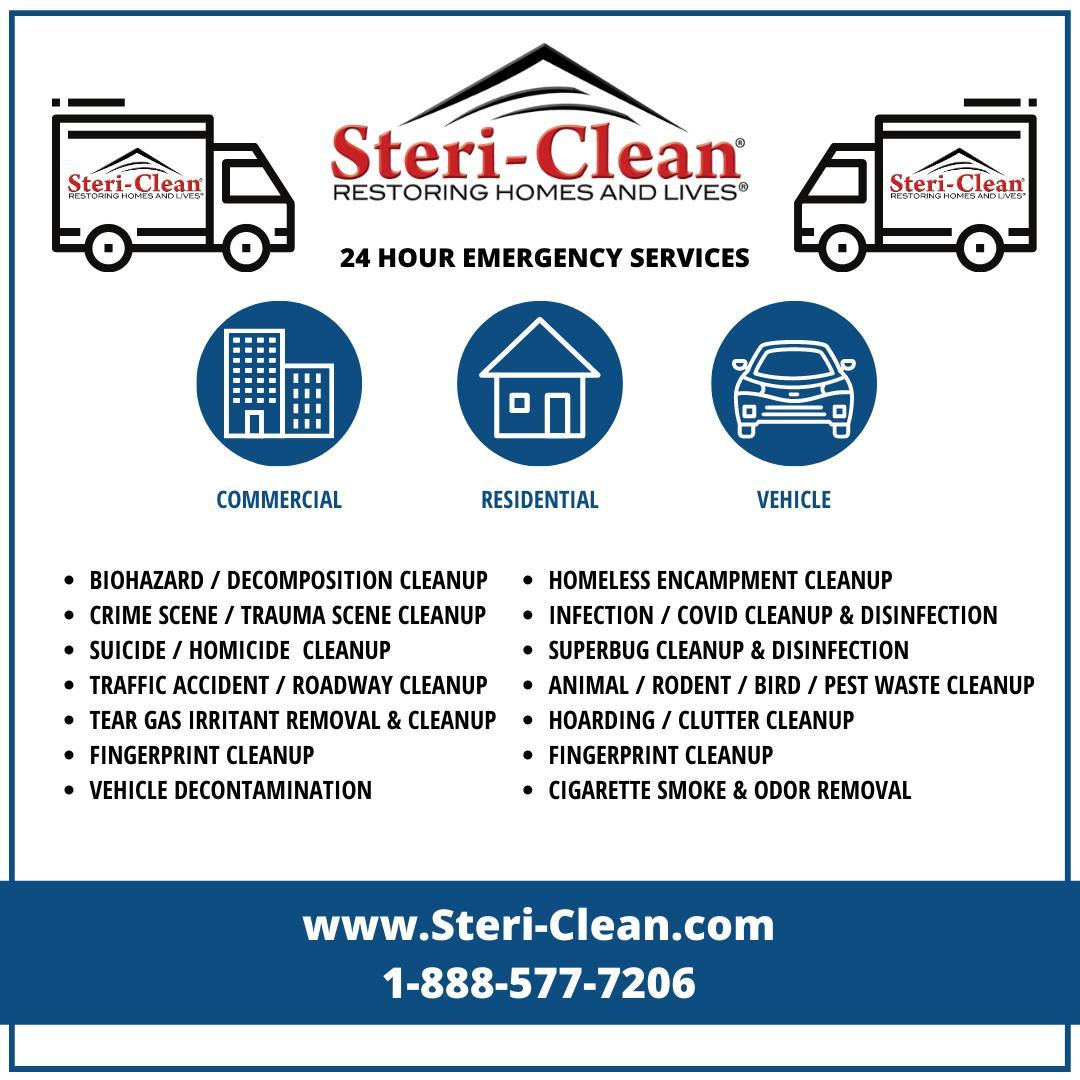 Steri-Clean®
RESTORING HOMES AND LIVES®
Steri-Clean®
RESTORING HOMES AND LIVES®
Steri-Clean®
RESTORING HOMES AND LIVES®
24 HOUR EMERGENCY SERVICES
COMMERCIAL
RESIDENTIAL
VEHICLE
• BIOHAZARD / DECOMPOSITION CLEANUP
• CRIME SCENE / TRAUMA SCENE CLEANUP
• SUICIDE / HOMICIDE  CLEANUP
• TRAFFIC ACCIDENT / ROADWAY CLEANUP
• TEAR GAS IRRITANT REMOVAL & CLEANUP
• FINGERPRINT CLEANUP
• VEHICLE DECONTAMINATION
• HOMELESS ENCAMPMENT CLEANUP
• INFECTION / COVID CLEANUP & DISINFECTION
• SUPERBUG CLEANUP & DISINFECTION
• ANIMAL / RODENT / BIRD / PEST WASTE CLEANUP
• HOARDING / CLUTTER CLEANUP
• FINGERPRINT CLEANUP
• CIGARETTE SMOKE & ODOR REMOVAL
www.Steri-Clean.com
1-888-577-7206